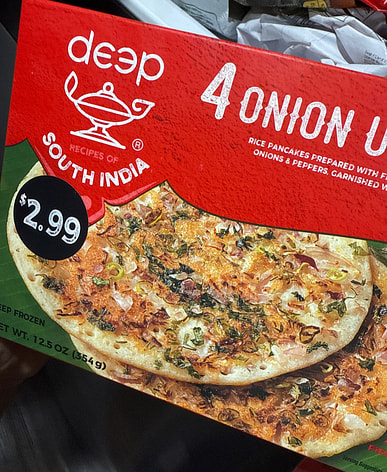 deep
RECIPES OF
SOUTH INDIA
®
4 ONION U
RICE PANCAKES PREPARED WITH F
ONIONS & PEPPERS, GARNISHED W
$2.99
EEP FROZEN
ET WT. 12.5 OZ (354g)